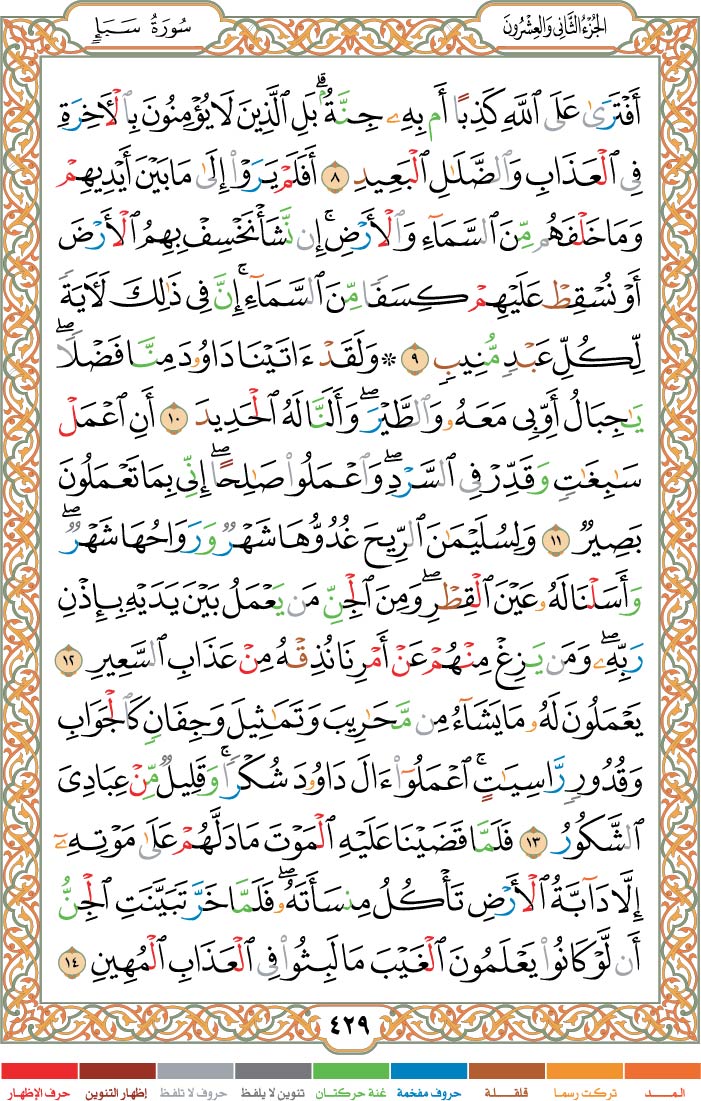 الجُزْءُ الثَّانِي وَالعِشْرُونَ
سُورَةُ سَبَإٍ
أَفْتَرَىٰ عَلَى ٱللَّهِ كَذِبًا أَم بِهِۦ جِنَّةُۢۗ بَلِ ٱلَّذِينَ لَا يُؤْمِنُونَ بِٱلْأَخِرَةِ
فِي ٱلْعَذَابِ وَٱلضَّلَٰلِ ٱلْبَعِيدِ ٨ أَفَلَمْ يَرَوْا۟ إِلَىٰ مَا بَيْنَ أَيْدِيهِمْ
وَمَا خَلْفَهُم مِّنَ ٱلسَّمَآءِ وَٱلْأَرْضِۚ إِن نَّشَأْ نَخْسِفْ بِهِمُ ٱلْأَرْضَ
أَوْ نُسْقِطْ عَلَيْهِمْ كِسَفًا مِّنَ ٱلسَّمَآءِۚ إِنَّ فِي ذَٰلِكَ لَأَيَةً
لِّكُلِّ عَبْدٍ مُّنِيبٍ ٩ ۞ وَلَقَدْ ءَاتَيْنَا دَاوُۥدَ مِنَّا فَضْلًاۖ
يَٰجِبَالُ أَوِّبِي مَعَهُۥ وَٱلطَّيْرَۖ وَأَلَنَّا لَهُ ٱلْحَدِيدَ ١٠ أَنِ ٱعْمَلْ
سَٰبِغَٰتٍ وَقَدِّرْ فِي ٱلسَّرْدِۖ وَٱعْمَلُوا۟ صَٰلِحًاۖ إِنِّي بِمَا تَعْمَلُونَ
بَصِيرٌ ١١ وَلِسُلَيْمَٰنَ ٱلرِّيحَ غُدُوُّهَا شَهْرٌ وَرَوَاحُهَا شَهْرٌۖ
وَأَسَلْنَا لَهُۥ عَيْنَ ٱلْقِطْرِۖ وَمِنَ ٱلْجِنِّ مَن يَعْمَلُ بَيْنَ يَدَيْهِ بِإِذْنِ
رَبِّهِۦۖ وَمَن يَزِغْ مِنْهُمْ عَنْ أَمْرِنَا نُذِقْهُ مِنْ عَذَابِ ٱلسَّعِيرِ ١٢
يَعْمَلُونَ لَهُۥ مَا يَشَآءُ مِن مَّحَٰرِيبَ وَتَمَٰثِيلَ وَجِفَانٍ كَٱلْجَوَابِ
وَقُدُورٍ رَّاسِيَٰتٍۚ ٱعْمَلُوٓا۟ ءَالَ دَاوُۥدَ شُكْرًاۚ وَقَلِيلٌ مِّنْ عِبَادِيَ
ٱلشَّكُورُ ١٣ فَلَمَّا قَضَيْنَا عَلَيْهِ ٱلْمَوْتَ مَا دَلَّهُمْ عَلَىٰ مَوْتِهِۦٓ
إِلَّا دَآبَّةُ ٱلْأَرْضِ تَأْكُلُ مِنسَأَتَهُۥۖ فَلَمَّا خَرَّ تَبَيَّنَتِ ٱلْجِنُّ
أَن لَّوْ كَانُوا۟ يَعْلَمُونَ ٱلْغَيْبَ مَا لَبِثُوا۟ فِي ٱلْعَذَابِ ٱلْمُهِينِ ١٤
٤٢٩
المــد تركت رسما قلقلة حروف مفخمة غنة حركتان تنوين لا يلفظ حروف لا تلفظ إظهار التنوين حرف الإظهار